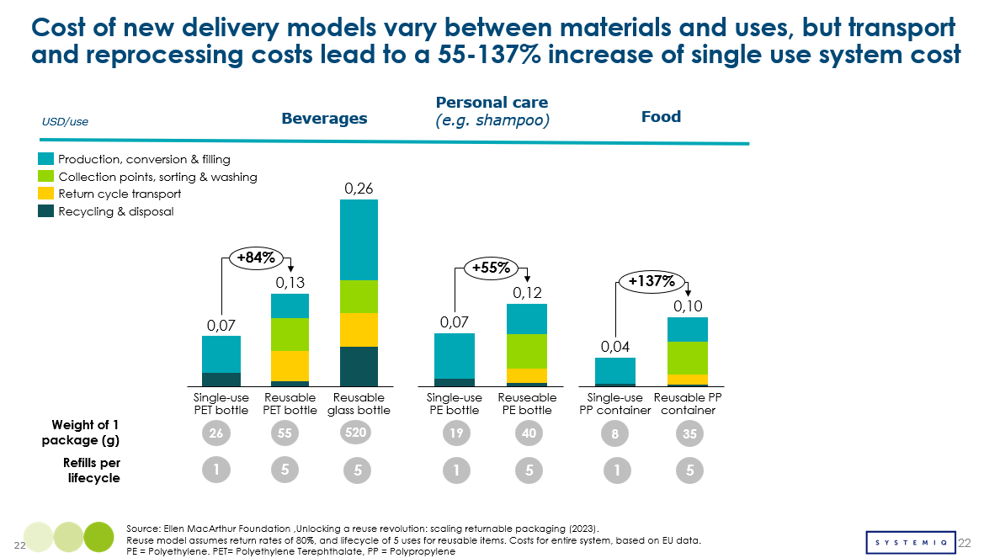 Cost of new delivery models vary between materials and uses, but transport
and reprocessing costs lead to a 55-137% increase of single use system cost
USD/use
Beverages
Personal care
(e.g. shampoo)
Food
Production, conversion & filling
Collection points, sorting & washing
Return cycle transport
Recycling & disposal
0,07
+84%
0,13
0,26
0,07
+55%
0,12
0,04
+137%
0,10
Single-use
PET bottle
Reusable
PET bottle
Reusable
glass bottle
Single-use
PE bottle
Reuseable
PE bottle
Single-use
PP container
Reusable PP
container
Weight of 1
package (g)
26
55
520
19
40
8
35
Refills per
lifecycle
1
5
5
1
5
1
5
22
Source: Ellen MacArthur Foundation ,Unlocking a reuse revolution: scaling returnable packaging (2023).
Reuse model assumes return rates of 80%, and lifecycle of 5 uses for reusable items. Costs for entire system, based on EU data.
PE = Polyethylene. PET= Polyethylene Terephthalate, PP = Polypropylene
SYSTEMIQ
22